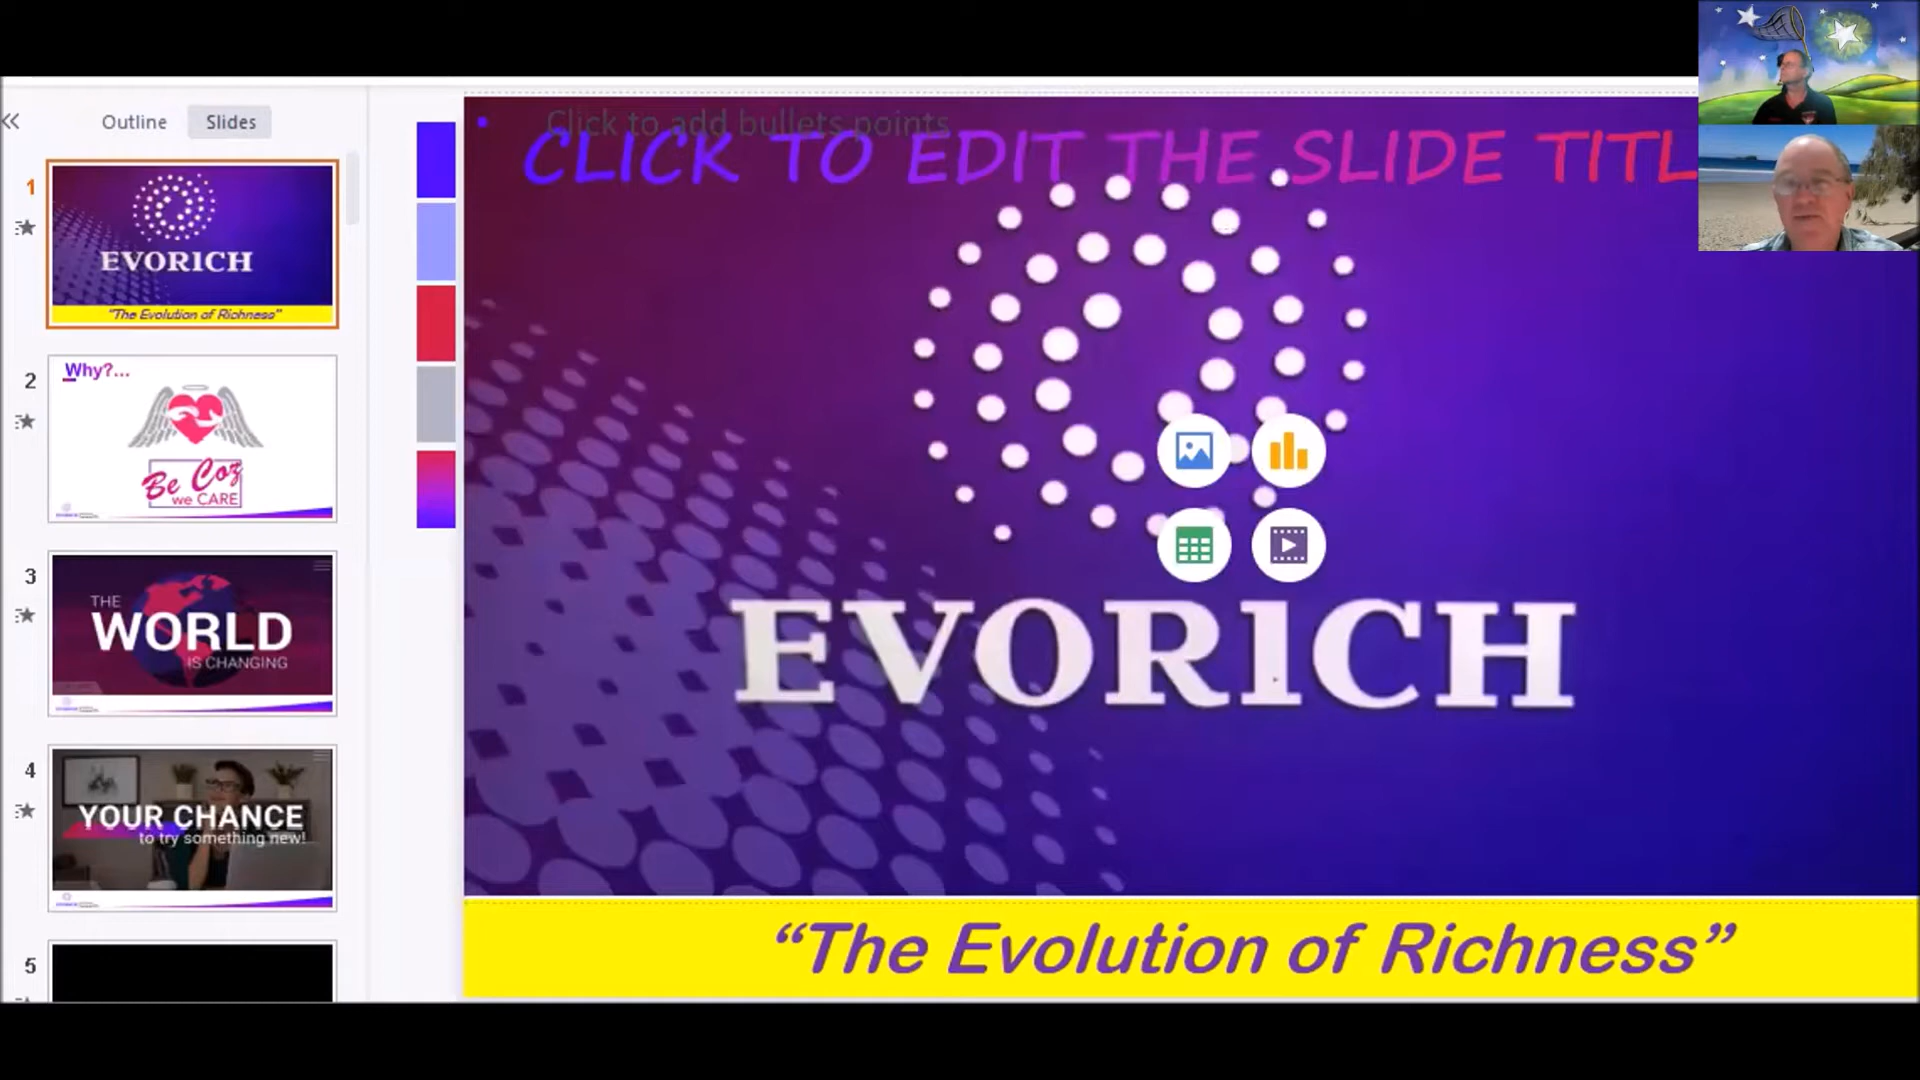 Outline
Slides
1
EVOR1CH
"The Evolution of Richness"
2
Why?...
Be Coz
we CARE
3
THE
WORLD
IS CHANGING
4
YOUR CHANCE
to try something new!
5
Click to add bullets points
CLICK TO EDIT THE SLIDE TITL
EVOR1CH
“The Evolution of Richness”